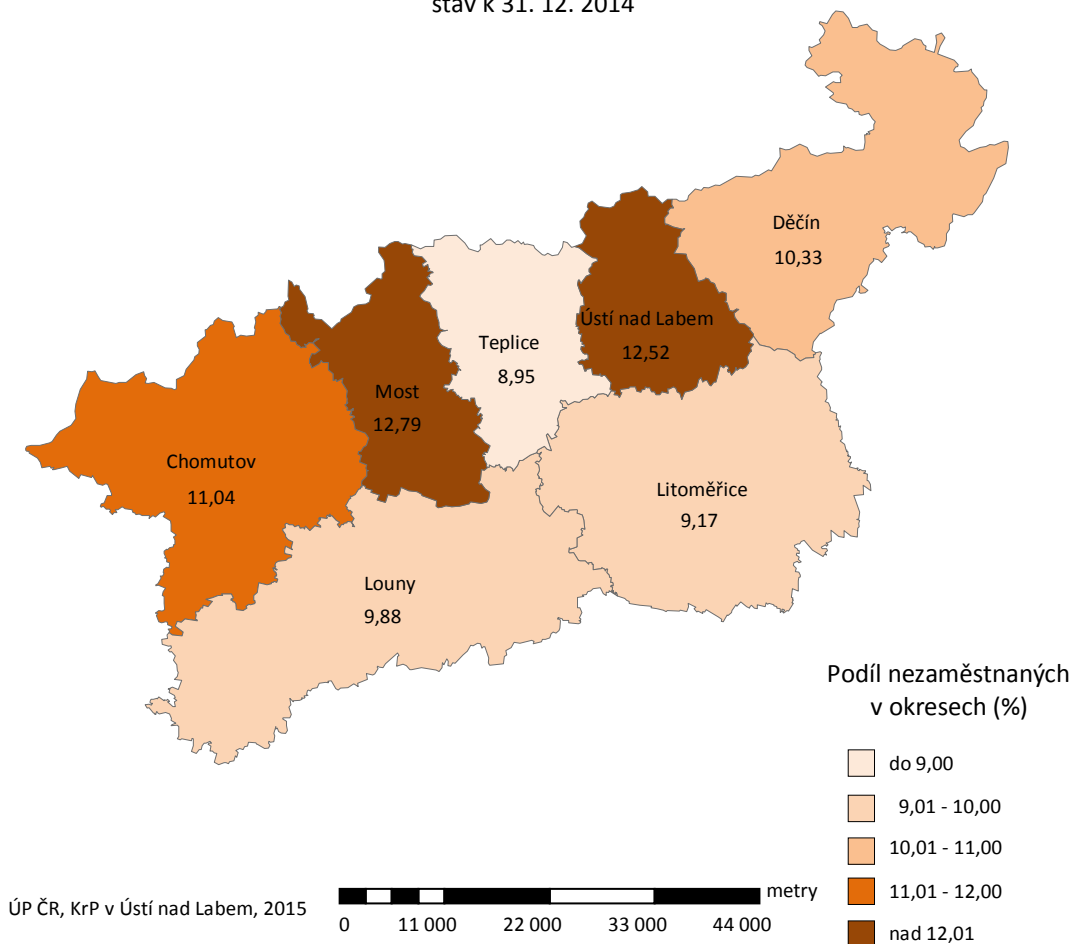 stav k 31. 12. 2014
Děčín
10,33
Ústí nad Labem
12,52
Teplice
8,95
Most
12,79
Chomutov
11,04
Litoměřice
9,17
Louny
9,88
Podíl nezaměstnaných
v okresech (%)
do 9,00
9,01 - 10,00
10,01 - 11,00
11,01 - 12,00
nad 12,01
ÚP ČR, KrP v Ústí nad Labem, 2015
metry
0 11 000 22 000 33 000 44 000